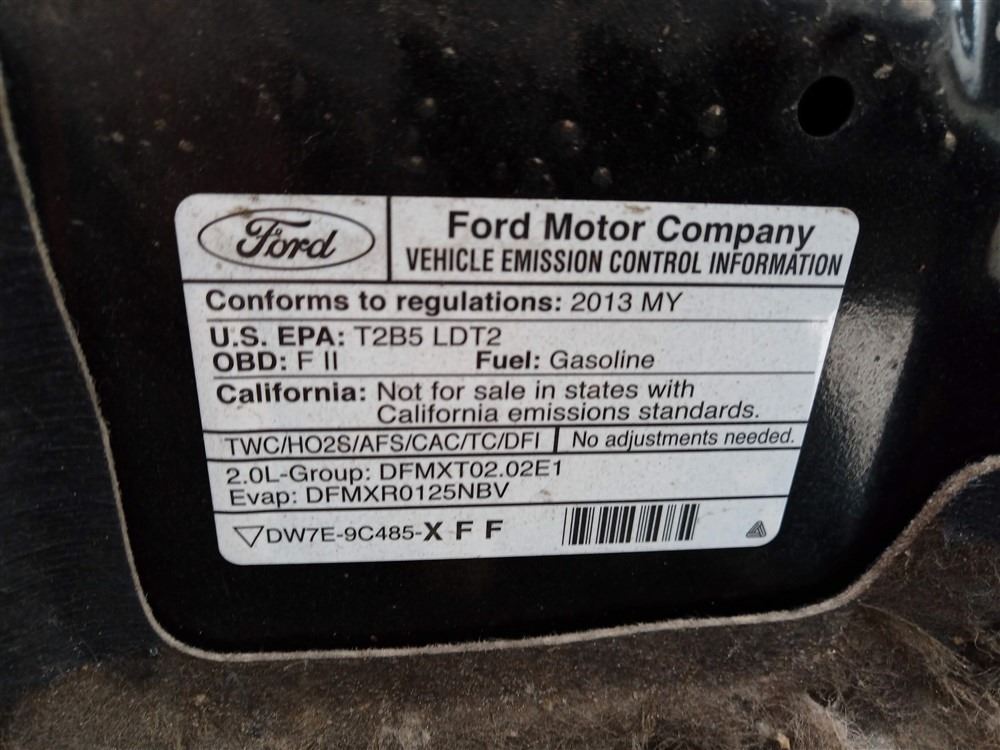 Ford
Ford Motor Company
VEHICLE EMISSION CONTROL INFORMATION
Conforms to regulations: 2013 MY
U.S. EPA: T2B5 LDT2
OBD: F II Fuel: Gasoline
California: Not for sale in states with
California emissions standards.
TWC/HO2S/AFS/CAC/TC/DFI No adjustments needed.
2.0L-Group: DFMXT02.02E1
Evap: DFMXR0125NBV
DW7E-9C485-X F F